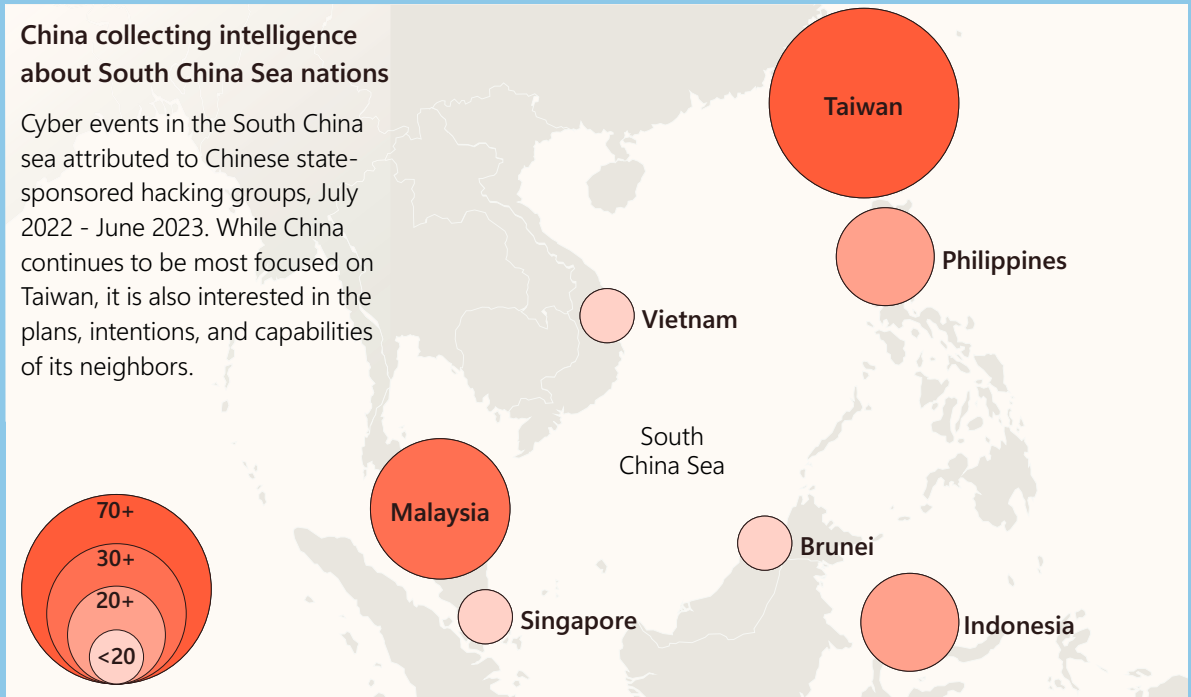 China collecting intelligence
about South China Sea nations
Cyber events in the South China
sea attributed to Chinese state-
sponsored hacking groups, July
2022 - June 2023. While China
continues to be most focused on
Taiwan, it is also interested in the
plans, intentions, and capabilities
of its neighbors.
Taiwan
Philippines
Vietnam
South
China Sea
Malaysia
Brunei
Singapore
Indonesia
70+
30+
20+
<20